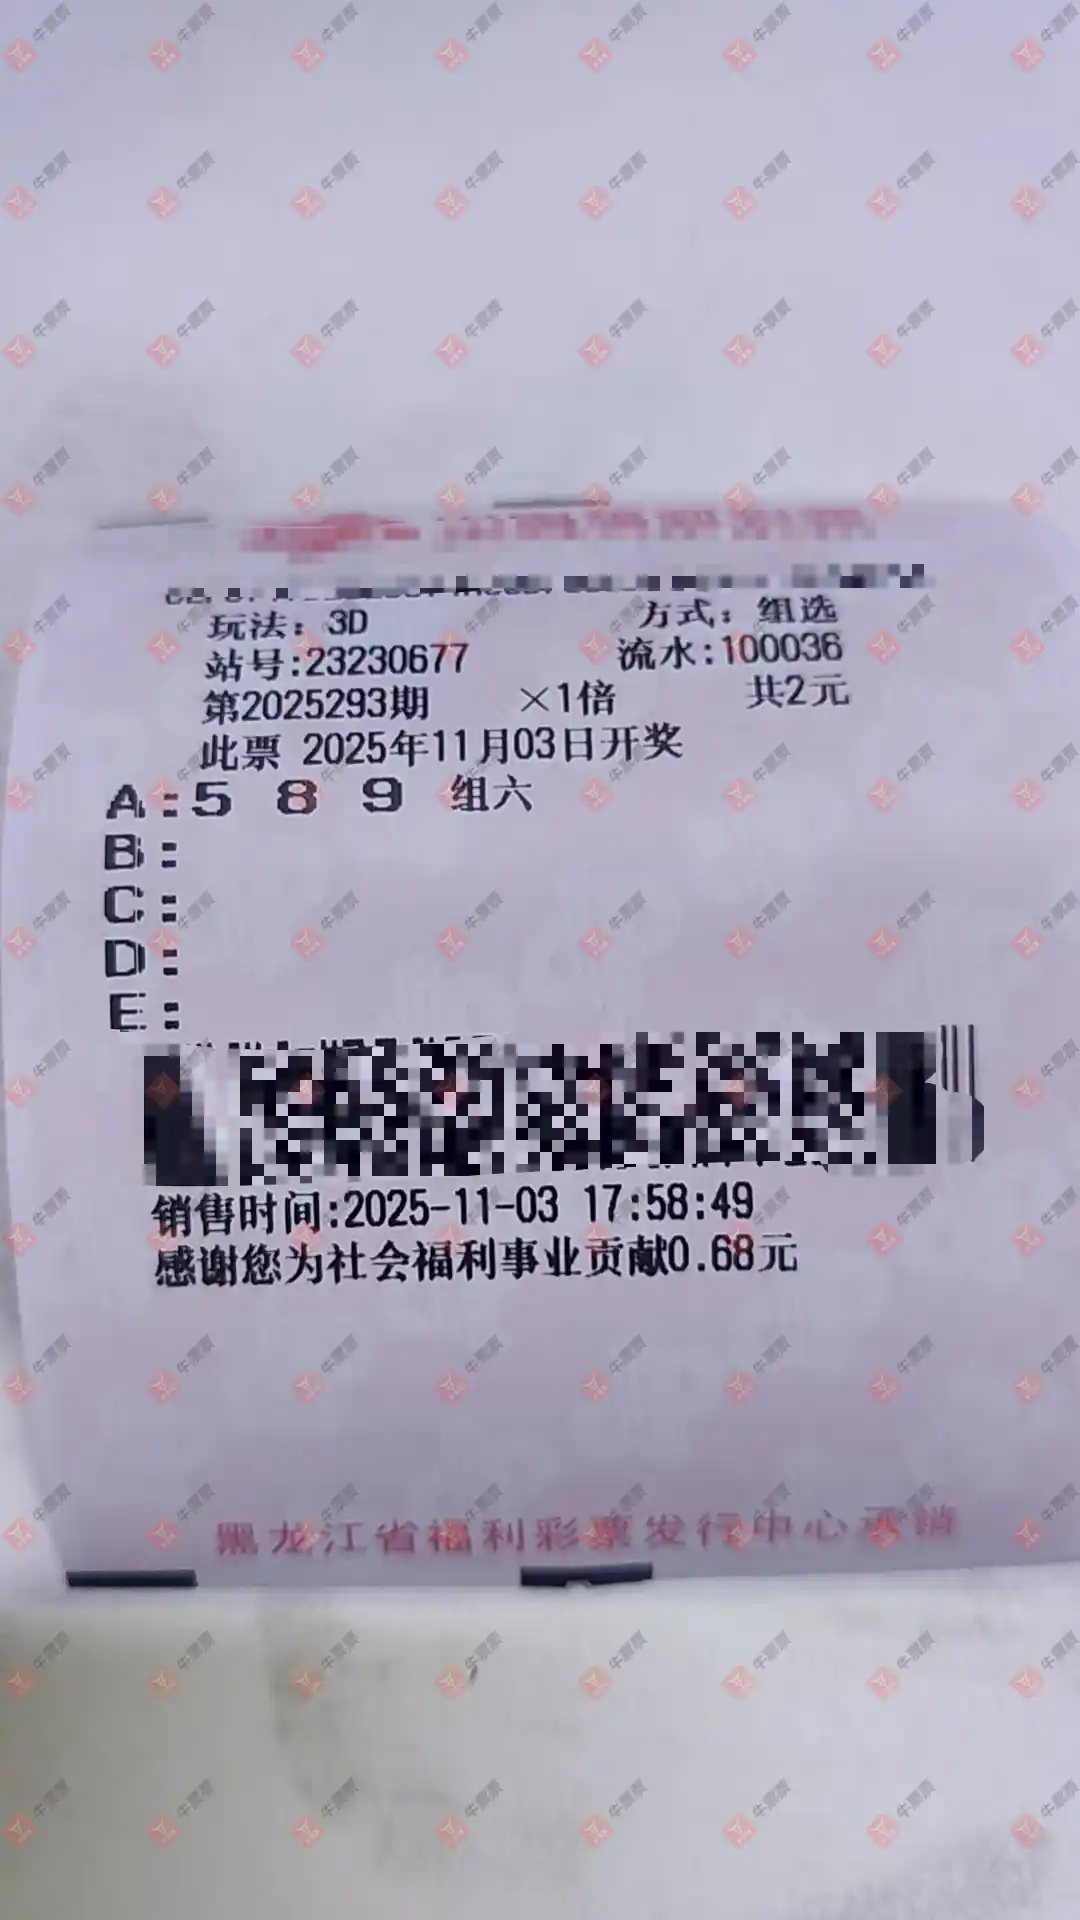 玩法：3D 方式：组选
站号:23230677 流水:100036
第2025293期 ×1倍 共2元
此票 2025年11月03日开奖
A:5 8 9 组六
B:
C:
D:
E:
销售时间:2025-11-03 17:58:49
感谢您为社会福利事业贡献0.68元
黑龙江省福利彩票发行中心承销
牛票票